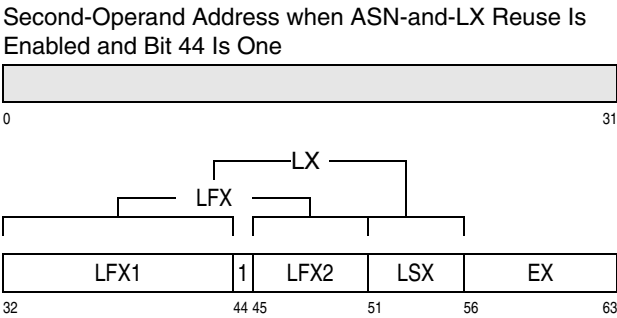 Second-Operand Address when ASN-and-LX Reuse Is
Enabled and Bit 44 Is One
0 31
LX
LFX
LFX1 1 LFX2 LSX EX
32 44 45 51 56 63